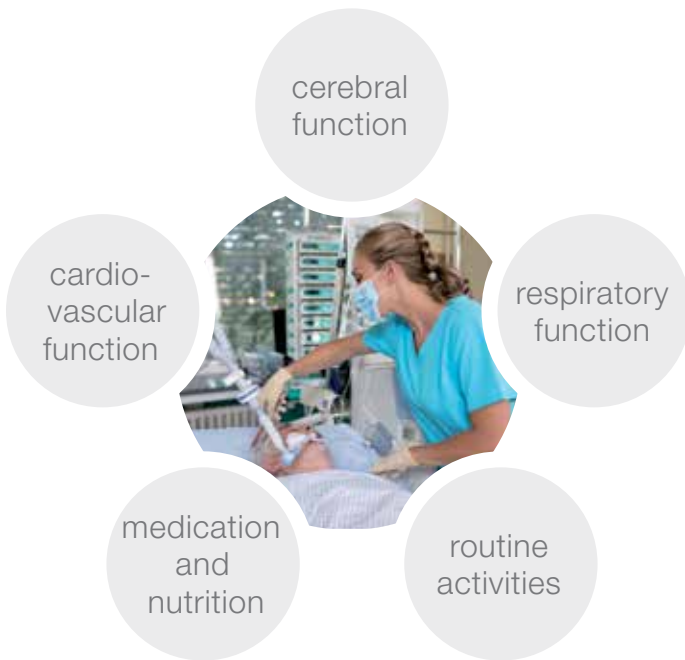 cerebral
function
respiratory
function
routine
activities
medication
and
nutrition
cardio-
vascular
function